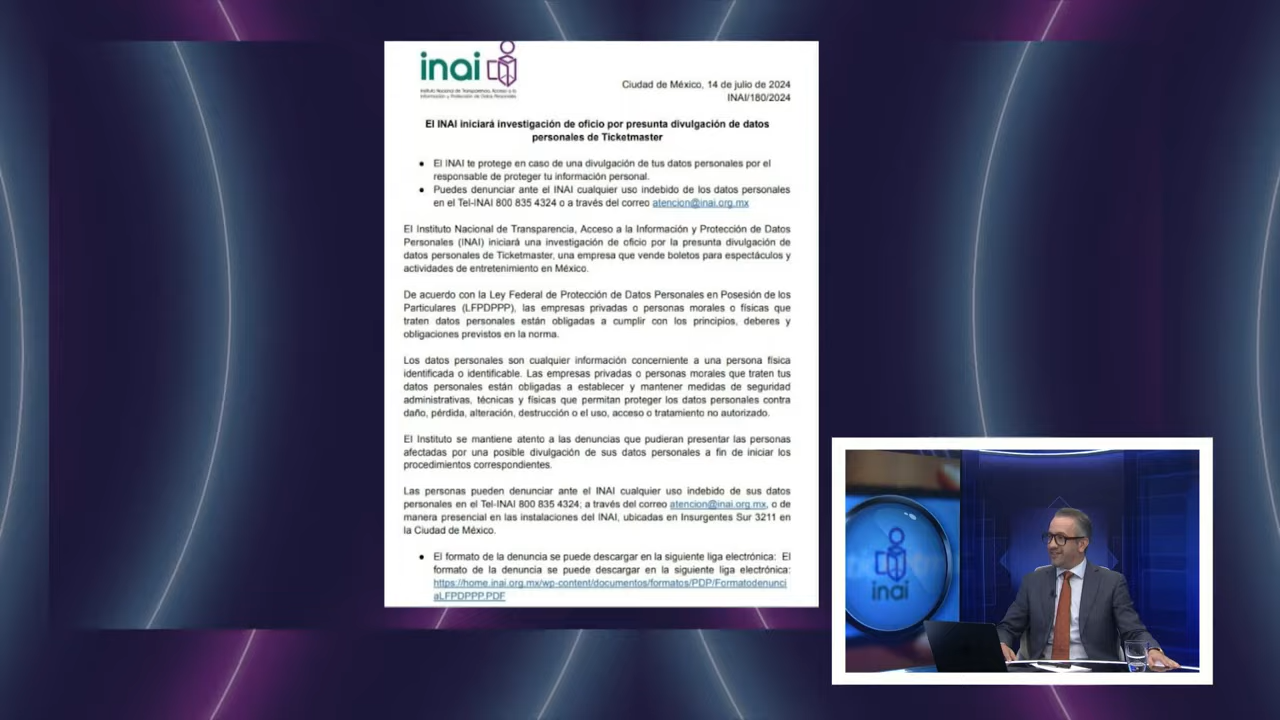 inai
Instituto Nacional de Transparencia, Acceso a la
Información y Protección de Datos Personales
Ciudad de México, 14 de julio de 2024
INAI/180/2024
El INAI iniciará investigación de oficio por presunta divulgación de datos
personales de Ticketmaster
● El INAI te protege en caso de una divulgación de tus datos personales por el
responsable de proteger tu información personal.
● Puedes denunciar ante el INAI cualquier uso indebido de los datos personales
en el Tel-INAI 800 835 4324 o a través del correo atencion@inai.org.mx
El Instituto Nacional de Transparencia, Acceso a la Información y Protección de Datos
Personales (INAI) iniciará una investigación de oficio por la presunta divulgación de
datos personales de Ticketmaster, una empresa que vende boletos para espectáculos y
actividades de entretenimiento en México.
De acuerdo con la Ley Federal de Protección de Datos Personales en Posesión de los
Particulares (LFPDPPP), las empresas privadas o personas morales o físicas que
traten datos personales están obligadas a cumplir con los principios, deberes y
obligaciones previstos en la norma.
Los datos personales son cualquier información concerniente a una persona física
identificada o identificable. Las empresas privadas o personas morales que traten tus
datos personales están obligadas a establecer y mantener medidas de seguridad
administrativas, técnicas y físicas que permitan proteger los datos personales contra
daño, pérdida, alteración, destrucción o el uso, acceso o tratamiento no autorizado.
El Instituto se mantiene atento a las denuncias que pudieran presentar las personas
afectadas por una posible divulgación de sus datos personales a fin de iniciar los
procedimientos correspondientes.
Las personas pueden denunciar ante el INAI cualquier uso indebido de sus datos
personales en el Tel-INAI 800 835 4324; a través del correo atencion@inai.org.mx, o de
manera presencial en las instalaciones del INAI, ubicadas en Insurgentes Sur 3211 en
la Ciudad de México.
● El formato de la denuncia se puede descargar en la siguiente liga electrónica: El
formato de la denuncia se puede descargar en la siguiente liga electrónica:
https://home.inai.org.mx/wp-content/documentos/formatos/PDP/Formatodenunci
aLFPDPPP.PDF
inai